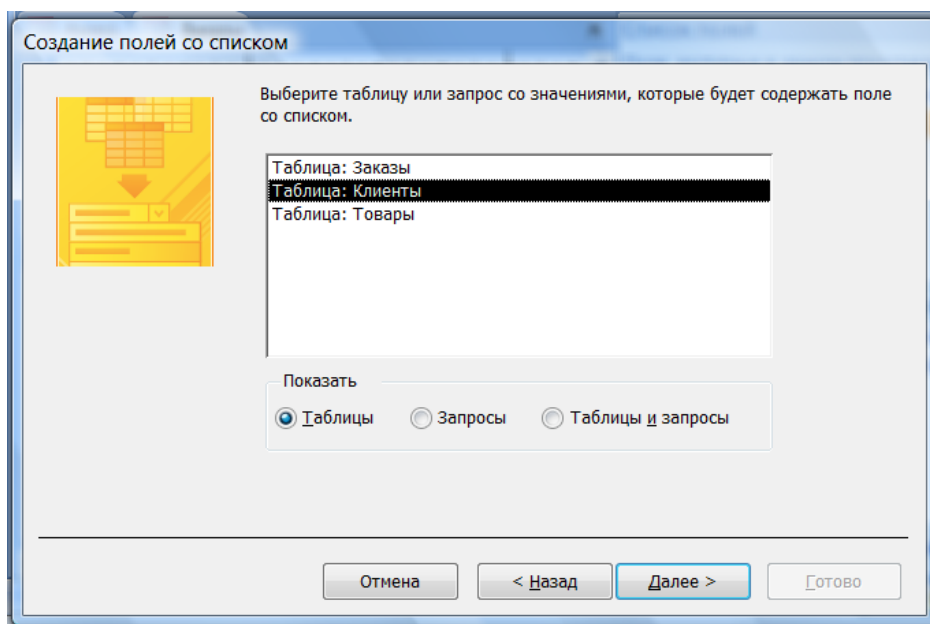 Создание полей со списком
Выберите таблицу или запрос со значениями, которые будет содержать поле
со списком.
Таблица: Заказы
Таблица: Клиенты
Таблица: Товары
Показать
Таблицы Запросы Таблицы и запросы
Отмена < Назад Далее > Готово